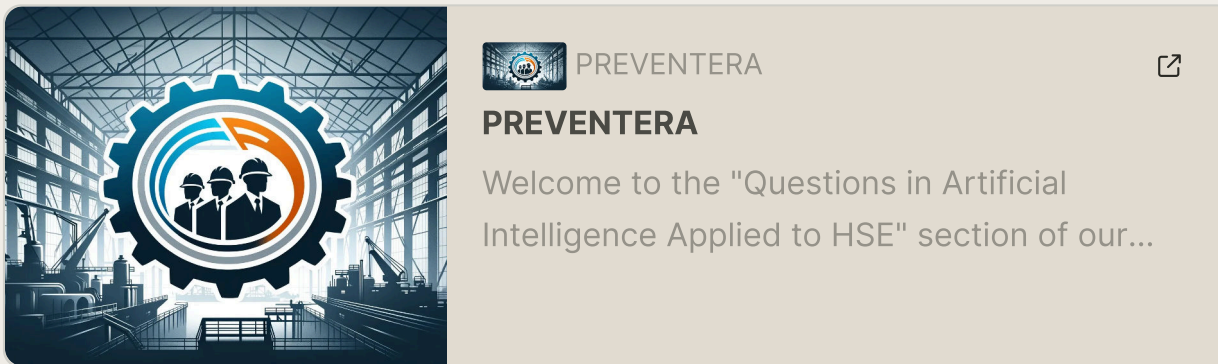 PREVENTERA
PREVENTERA
Welcome to the "Questions in Artificial
Intelligence Applied to HSE" section of our...